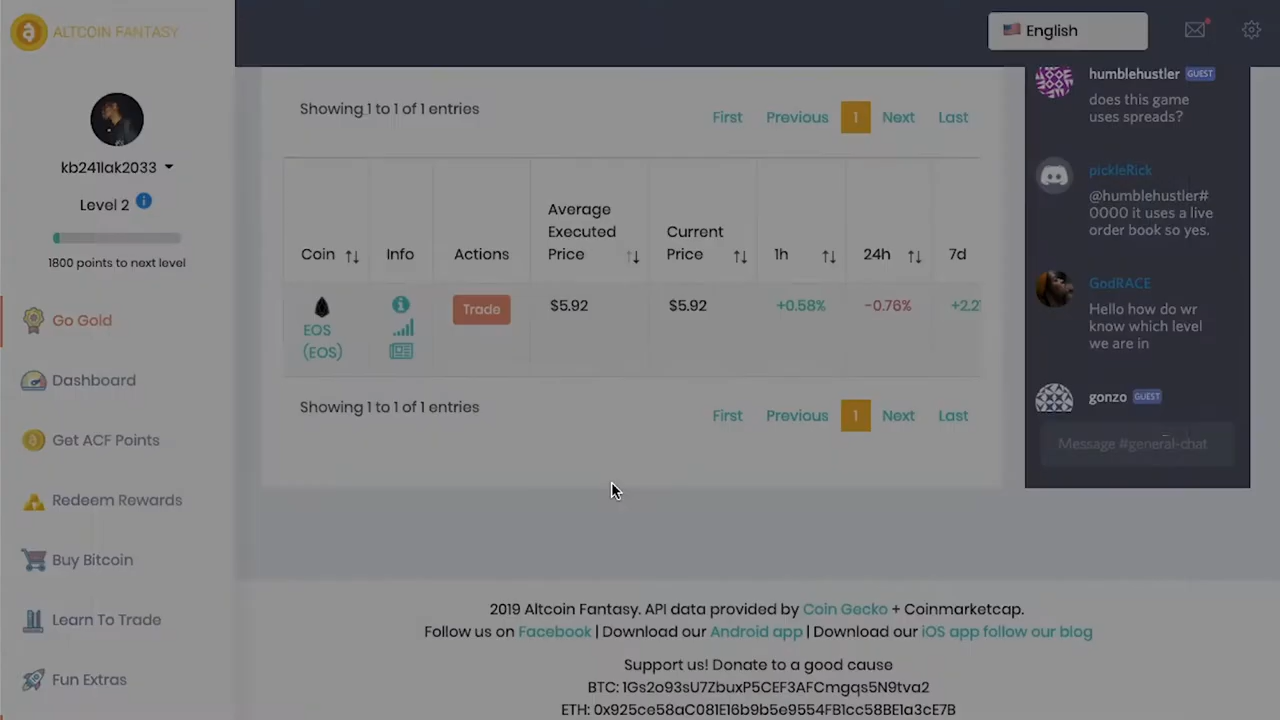 ALTCOIN FANTASY
English
kb241lak2033
Level 2
1800 points to next level
Go Gold
Dashboard
Get ACF Points
Redeem Rewards
Buy Bitcoin
Learn To Trade
Fun Extras
Showing 1 to 1 of 1 entries
First Previous 1 Next Last
Coin Info Actions Average Executed Price Current Price 1h 24h 7d
EOS (EOS) Trade $5.92 $5.92 +0.58% -0.76% +2.2
Showing 1 to 1 of 1 entries
First Previous 1 Next Last
humblehustler GUEST
does this game
uses spreads?
pickleRick
@humblehustler#
0000 it uses a live
order book so yes.
GodRACE
Hello how do wr
know which level
we are in
gonzo GUEST
Message #general-chat
2019 Altcoin Fantasy. API data provided by Coin Gecko + Coinmarketcap.
Follow us on Facebook | Download our Android app | Download our iOS app follow our blog
Support us! Donate to a good cause
BTC: 1Gs2o93sU7ZbuxP5CEF3AFCmgqs5N9tva2
ETH: 0x925ce58aC081E16b9b5e9554FB1cc58BE1a3cE7B